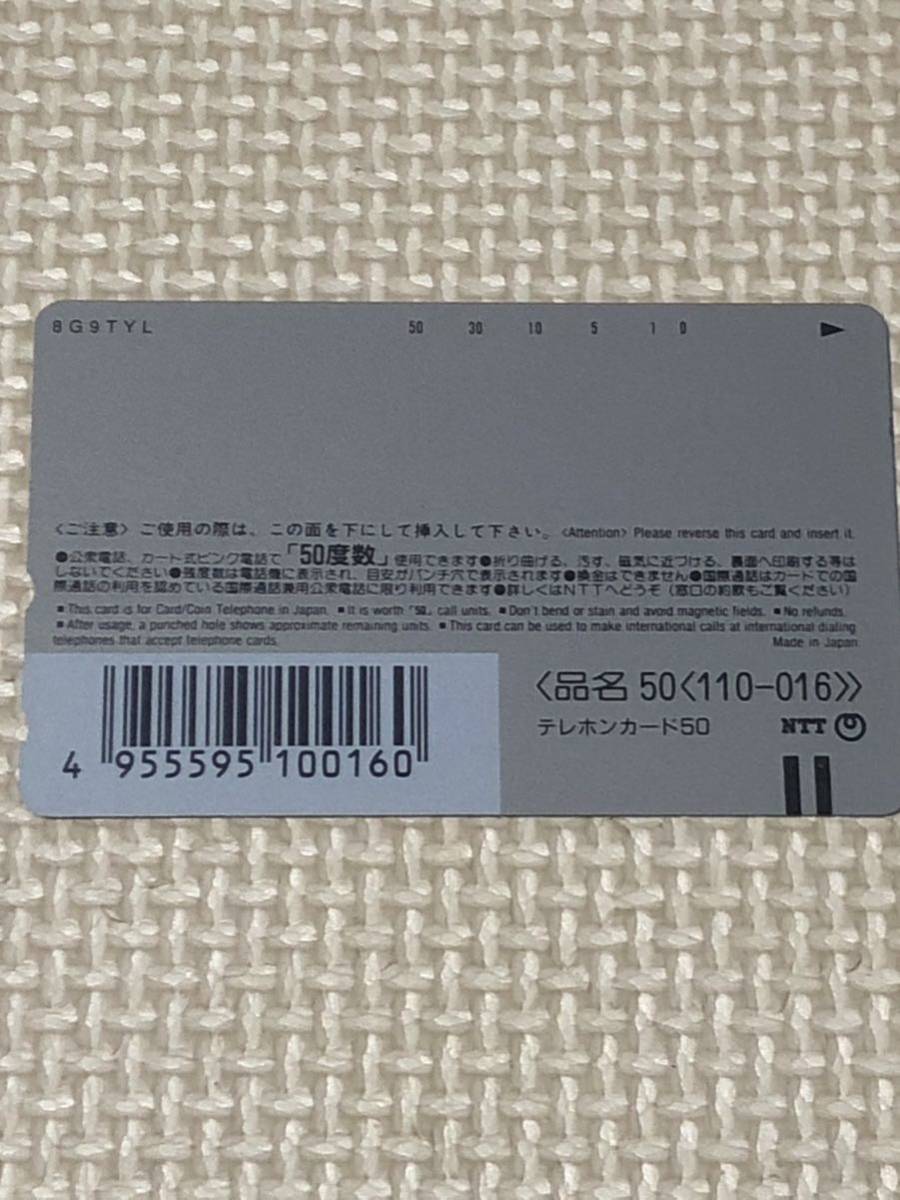 8G9TYL 50 30 10 5 1 0
〈ご注意〉ご使用の際は、この面を下にして挿入して下さい。〈Attention〉Please reverse this card and insert it.
●公衆電話、カード式ピンク電話で「50度数」使用できます●折り曲げる、汚す、磁気に近づける、裏面へ印刷する等は
しないでください●残度数は電話機に表示され、目安がパンチ穴で表示されます●換金はできません●国際通話はカードでの国
際通話の利用を認めている国際通話兼用公衆電話に限り利用できます●詳しくはNTTへどうぞ(窓口の約款もご覧ください)
■This card is for Card/Coin Telephone in Japan. ■It is worth「50」call units. ■Don't bend or stain and avoid magnetic fields. ■No refunds.
■After usage, a punched hole shows approximate remaining units. ■This card can be used to make international calls at international dialing
telephones that accept telephone cards. Made in Japan
〈品名 50〈110-016〉〉
テレホンカード50 NTT
4 955595 100160